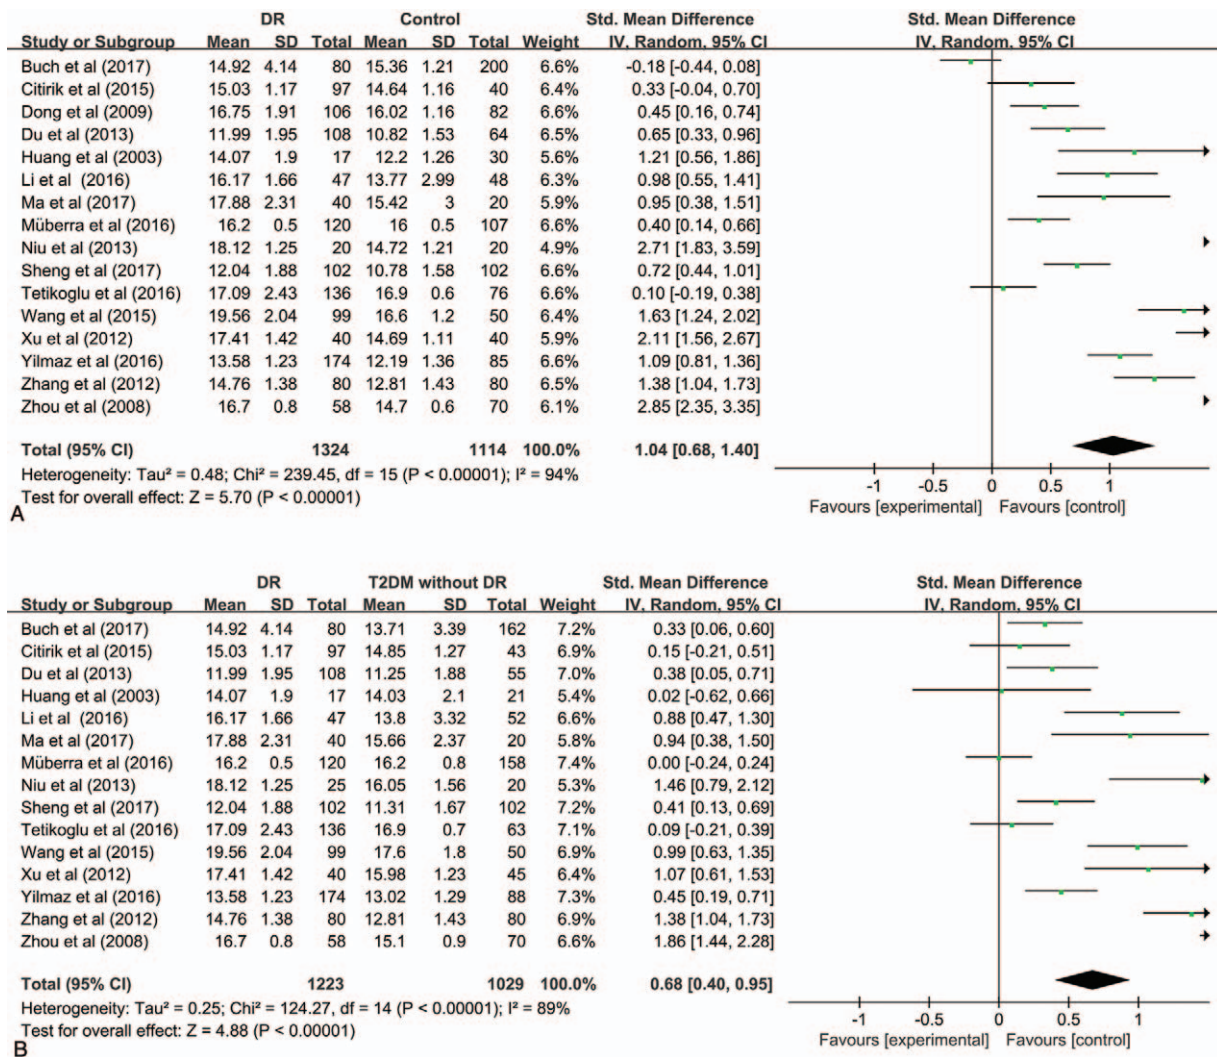 DR Control Std. Mean Difference Std. Mean Difference
Study or Subgroup Mean SD Total Mean SD Total Weight IV, Random, 95% CI IV, Random, 95% CI
Buch et al (2017) 14.92 4.14 80 15.36 1.21 200 6.6% -0.18 [-0.44, 0.08]
Citirik et al (2015) 15.03 1.17 97 14.64 1.16 40 6.4% 0.33 [-0.04, 0.70]
Dong et al (2009) 16.75 1.91 106 16.02 1.16 82 6.6% 0.45 [0.16, 0.74]
Du et al (2013) 11.99 1.95 108 10.82 1.53 64 6.5% 0.65 [0.33, 0.96]
Huang et al (2003) 14.07 1.9 17 12.2 1.26 30 5.6% 1.21 [0.56, 1.86]
Li et al (2016) 16.17 1.66 47 13.77 2.99 48 6.3% 0.98 [0.55, 1.41]
Ma et al (2017) 17.88 2.31 40 15.42 3 20 5.9% 0.95 [0.38, 1.51]
Müberra et al (2016) 16.2 0.5 120 16 0.5 107 6.6% 0.40 [0.14, 0.66]
Niu et al (2013) 18.12 1.25 20 14.72 1.21 20 4.9% 2.71 [1.83, 3.59]
Sheng et al (2017) 12.04 1.88 102 10.78 1.58 102 6.6% 0.72 [0.44, 1.01]
Tetikoglu et al (2016) 17.09 2.43 136 16.9 0.6 76 6.6% 0.10 [-0.19, 0.38]
Wang et al (2015) 19.56 2.04 99 16.6 1.2 50 6.4% 1.63 [1.24, 2.02]
Xu et al (2012) 17.41 1.42 40 14.69 1.11 40 5.9% 2.11 [1.56, 2.67]
Yilmaz et al (2016) 13.58 1.23 174 12.19 1.36 85 6.6% 1.09 [0.81, 1.36]
Zhang et al (2012) 14.76 1.38 80 12.81 1.43 80 6.5% 1.38 [1.04, 1.73]
Zhou et al (2008) 16.7 0.8 58 14.7 0.6 70 6.1% 2.85 [2.35, 3.35]
Total (95% CI) 1324 1114 100.0% 1.04 [0.68, 1.40]
Heterogeneity: Tau² = 0.48; Chi² = 239.45, df = 15 (P < 0.00001); I² = 94%
Test for overall effect: Z = 5.70 (P < 0.00001)
-1 -0.5 0 0.5 1
Favours [experimental] Favours [control]
A
DR T2DM without DR Std. Mean Difference Std. Mean Difference
Study or Subgroup Mean SD Total Mean SD Total Weight IV, Random, 95% CI IV, Random, 95% CI
Buch et al (2017) 14.92 4.14 80 13.71 3.39 162 7.2% 0.33 [0.06, 0.60]
Citirik et al (2015) 15.03 1.17 97 14.85 1.27 43 6.9% 0.15 [-0.21, 0.51]
Du et al (2013) 11.99 1.95 108 11.25 1.88 55 6.9% 0.38 [0.05, 0.71]
Huang et al (2003) 14.07 1.9 17 14.03 2.1 21 5.4% 0.02 [-0.62, 0.66]
Li et al (2016) 16.17 1.66 47 13.8 3.32 52 6.6% 0.88 [0.47, 1.30]
Ma et al (2017) 17.88 2.31 40 15.66 2.37 20 5.8% 0.94 [0.38, 1.50]
Müberra et al (2016) 16.2 0.5 120 16.2 0.8 158 7.4% 0.00 [-0.24, 0.24]
Niu et al (2013) 18.12 1.25 25 16.05 1.56 20 5.3% 1.46 [0.79, 2.12]
Sheng et al (2017) 12.04 1.88 102 11.31 1.67 102 7.2% 0.41 [0.13, 0.69]
Tetikoglu et al (2016) 17.09 2.43 136 16.9 0.7 63 7.1% 0.09 [-0.21, 0.39]
Wang et al (2015) 19.56 2.04 99 17.6 1.8 50 6.9% 0.99 [0.63, 1.35]
Xu et al (2012) 17.41 1.42 40 15.98 1.23 45 6.4% 1.07 [0.61, 1.53]
Yilmaz et al (2016) 13.58 1.23 174 13.02 1.29 88 7.3% 0.45 [0.19, 0.71]
Zhang et al (2012) 14.76 1.38 80 12.81 1.43 80 6.9% 1.38 [1.04, 1.73]
Zhou et al (2008) 16.7 0.8 58 15.1 0.9 70 6.6% 1.86 [1.44, 2.28]
Total (95% CI) 1223 1029 100.0% 0.68 [0.40, 0.95]
Heterogeneity: Tau² = 0.25; Chi² = 124.27, df = 14 (P < 0.00001); I² = 89%
Test for overall effect: Z = 4.88 (P < 0.00001)
-1 -0.5 0 0.5 1
Favours [experimental] Favours [control]
B